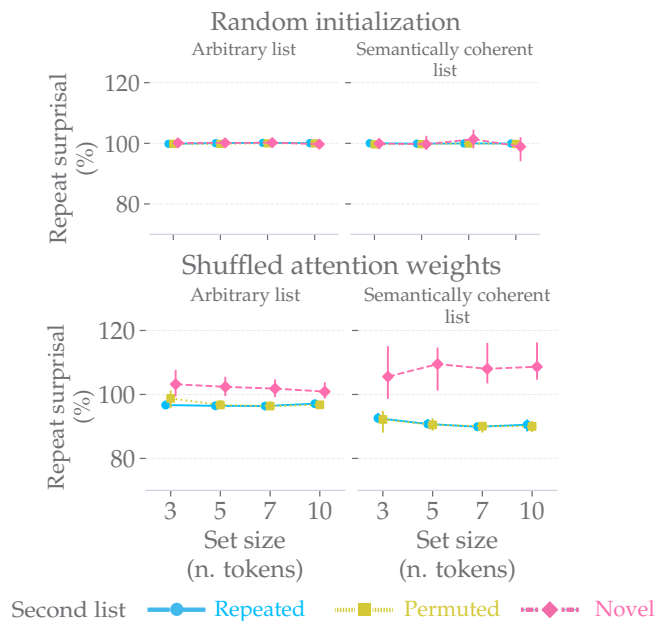 Random initialization
Arbitrary list
Semantically coherent
list
Repeat surprisal
(%)
120
100
80
Shuffled attention weights
Arbitrary list
Semantically coherent
list
Repeat surprisal
(%)
120
100
80
3 5 7 10 3 5 7 10
Set size Set size
(n. tokens) (n. tokens)
Second list Repeated Permuted Novel